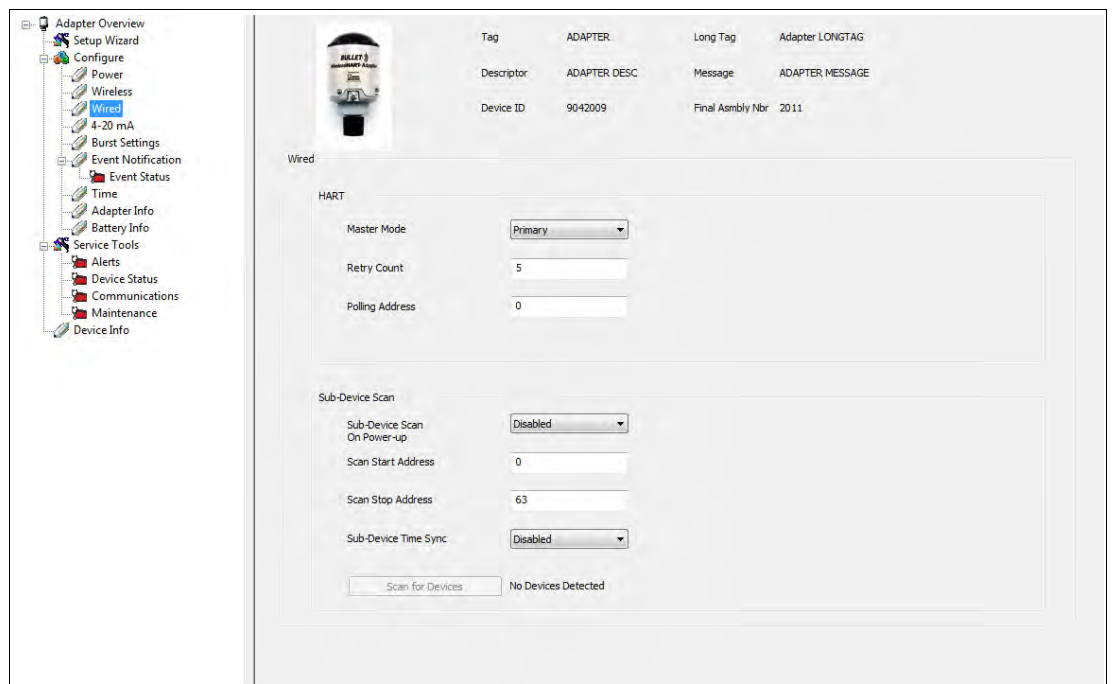 Adapter Overview
Setup Wizard
Configure
Power
Wireless
Wired
4-20 mA
Burst Settings
Event Notification
Event Status
Time
Adapter Info
Battery Info
Service Tools
Alerts
Device Status
Communications
Maintenance
Device Info
BULLET
WirelessHART Adapter
Tag ADAPTER Long Tag Adapter LONGTAG
Descriptor ADAPTER DESC Message ADAPTER MESSAGE
Device ID 9042009 Final Asmbly Nbr 2011
Wired
HART
Master Mode Primary
Retry Count 5
Polling Address 0
Sub-Device Scan
Sub-Device Scan
On Power-up Disabled
Scan Start Address 0
Scan Stop Address 63
Sub-Device Time Sync Disabled
Scan for Devices No Devices Detected